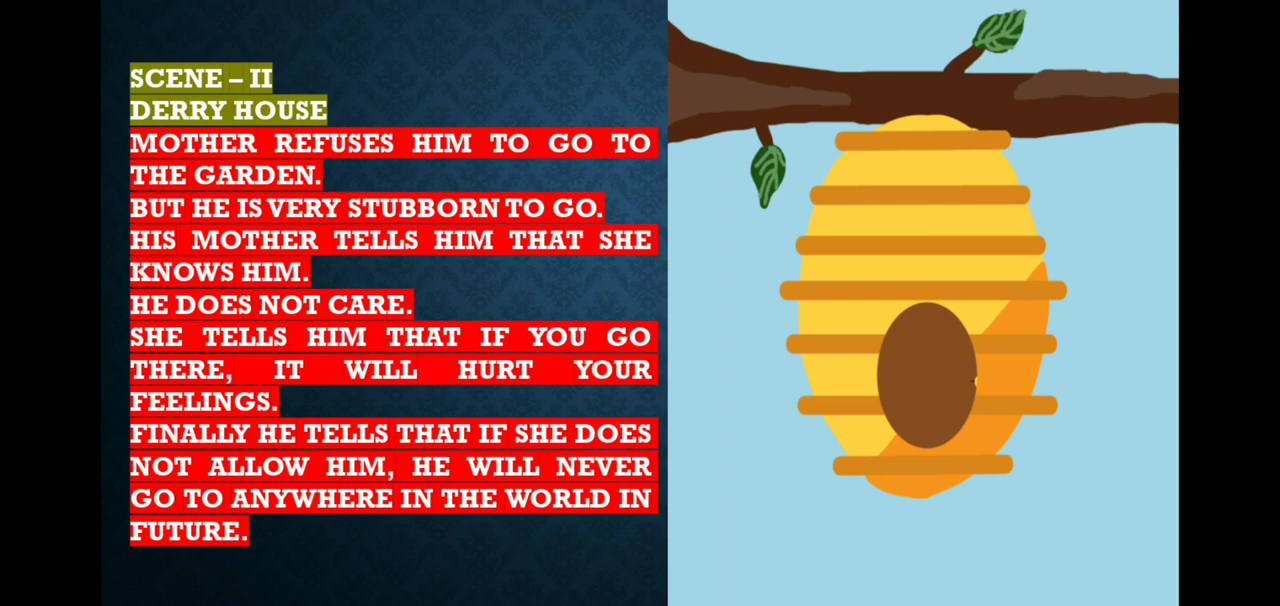 SCENE – II
DERRY HOUSE
MOTHER REFUSES HIM TO GO TO
THE GARDEN.
BUT HE IS VERY STUBBORN TO GO.
HIS MOTHER TELLS HIM THAT SHE
KNOWS HIM.
HE DOES NOT CARE.
SHE TELLS HIM THAT IF YOU GO
THERE, IT WILL HURT YOUR
FEELINGS.
FINALLY HE TELLS THAT IF SHE DOES
NOT ALLOW HIM, HE WILL NEVER
GO TO ANYWHERE IN THE WORLD IN
FUTURE.